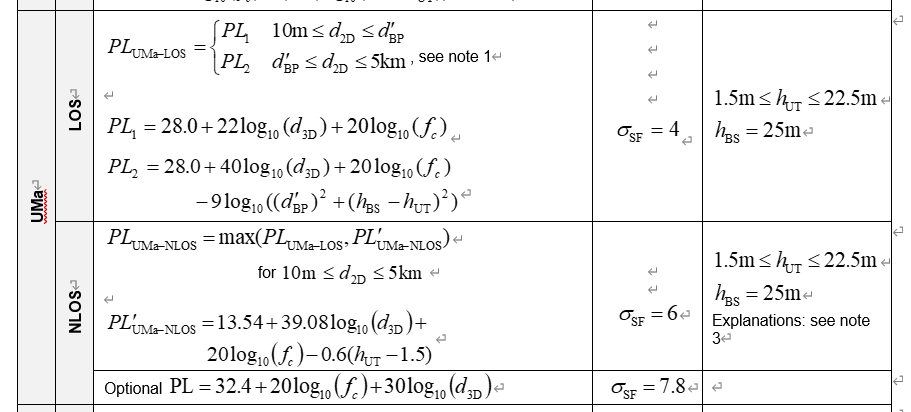 UMa
LOS
PL_UMa-LOS = { PL_1 10m ≤ d_2D ≤ d'_BP
PL_2 d'_BP ≤ d_2D ≤ 5km , see note 1
PL_1 = 28.0 + 22log_10(d_3D) + 20log_10(f_c)
PL_2 = 28.0 + 40log_10(d_3D) + 20log_10(f_c)
-9log_10((d'_BP)^2 + (h_BS - h_UT)^2)
σ_SF = 4
1.5m ≤ h_UT ≤ 22.5m
h_BS = 25m
NLOS
PL_UMa-NLOS = max(PL_UMa-LOS, PL'_UMa-NLOS)
for 10m ≤ d_2D ≤ 5km
PL'_UMa-NLOS = 13.54 + 39.08log_10(d_3D) +
20log_10(f_c) - 0.6(h_UT - 1.5)
σ_SF = 6
1.5m ≤ h_UT ≤ 22.5m
h_BS = 25m
Explanations: see note
3
Optional PL = 32.4 + 20log_10(f_c) + 30log_10(d_3D)
σ_SF = 7.8